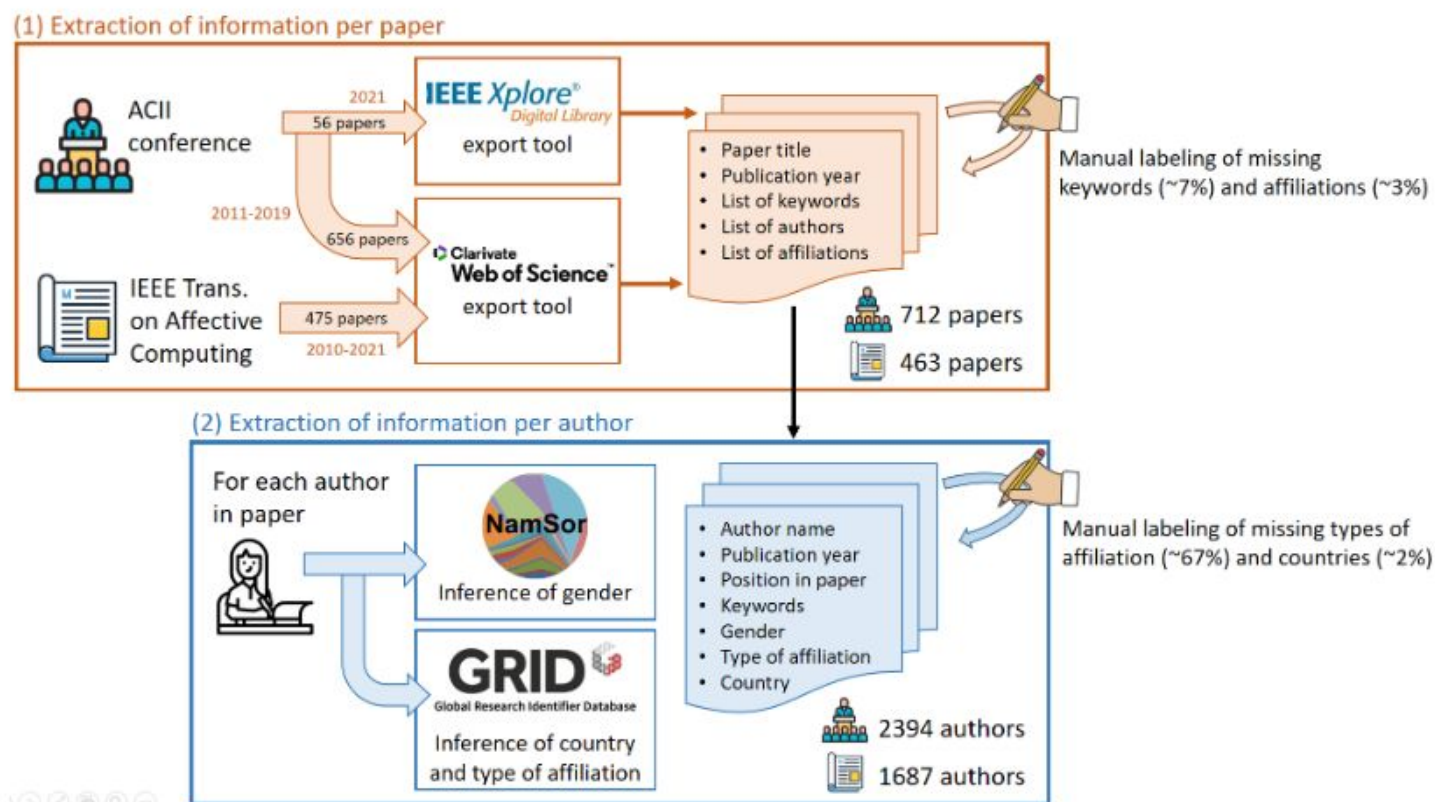 (1) Extraction of information per paper
ACII
conference
2021
56 papers
2011-2019
656 papers
IEEE Xplore®
Digital Library
export tool
Clarivate
Web of Science™
export tool
IEEE Trans.
on Affective
Computing
475 papers
2010-2021
• Paper title
• Publication year
• List of keywords
• List of authors
• List of affiliations
712 papers
463 papers
Manual labeling of missing
keywords (~7%) and affiliations (~3%)
(2) Extraction of information per author
For each author
in paper
NamSor
Inference of gender
GRID
Global Research Identifier Database
Inference of country
and type of affiliation
• Author name
• Publication year
• Position in paper
• Keywords
• Gender
• Type of affiliation
• Country
2394 authors
1687 authors
Manual labeling of missing types of
affiliation (~67%) and countries (~2%)